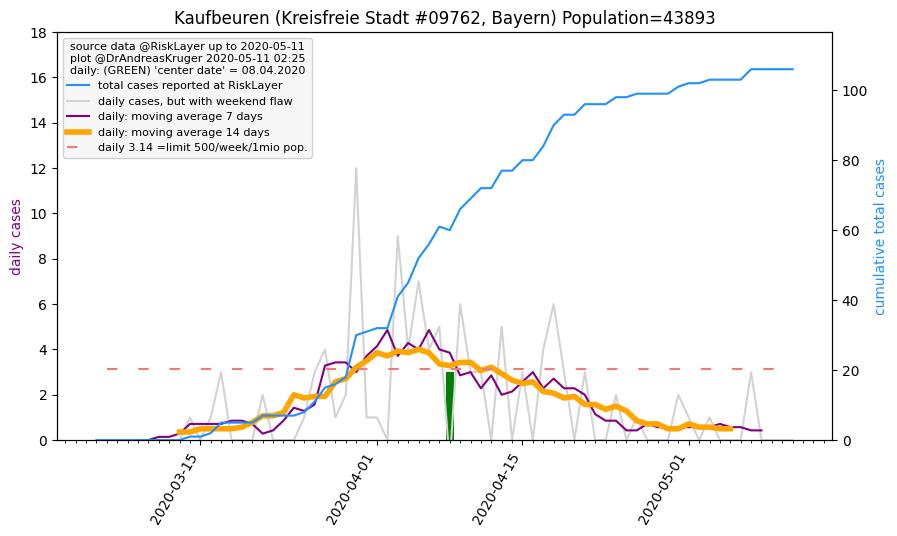 Kaufbeuren (Kreisfreie Stadt #09762, Bayern) Population=43893
source data @RiskLayer up to 2020-05-11
plot @DrAndreasKruger 2020-05-11 02:25
daily: (GREEN) 'center date' = 08.04.2020
total cases reported at RiskLayer
daily cases, but with weekend flaw
daily: moving average 7 days
daily: moving average 14 days
daily 3.14 =limit 500/week/1mio pop.
daily cases
18
16
14
12
10
8
6
4
2
0
cumulative total cases
100
80
60
40
20
0
2020-03-15
2020-04-01
2020-04-15
2020-05-01